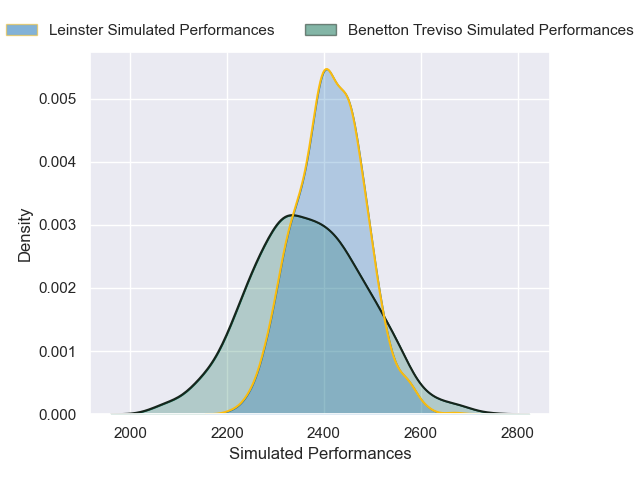 Leinster Simulated Performances
Benetton Treviso Simulated Performances
0.005
0.004
0.003
0.002
0.001
0.000
Density
2000
2200
2400
2600
2800
Simulated Performances